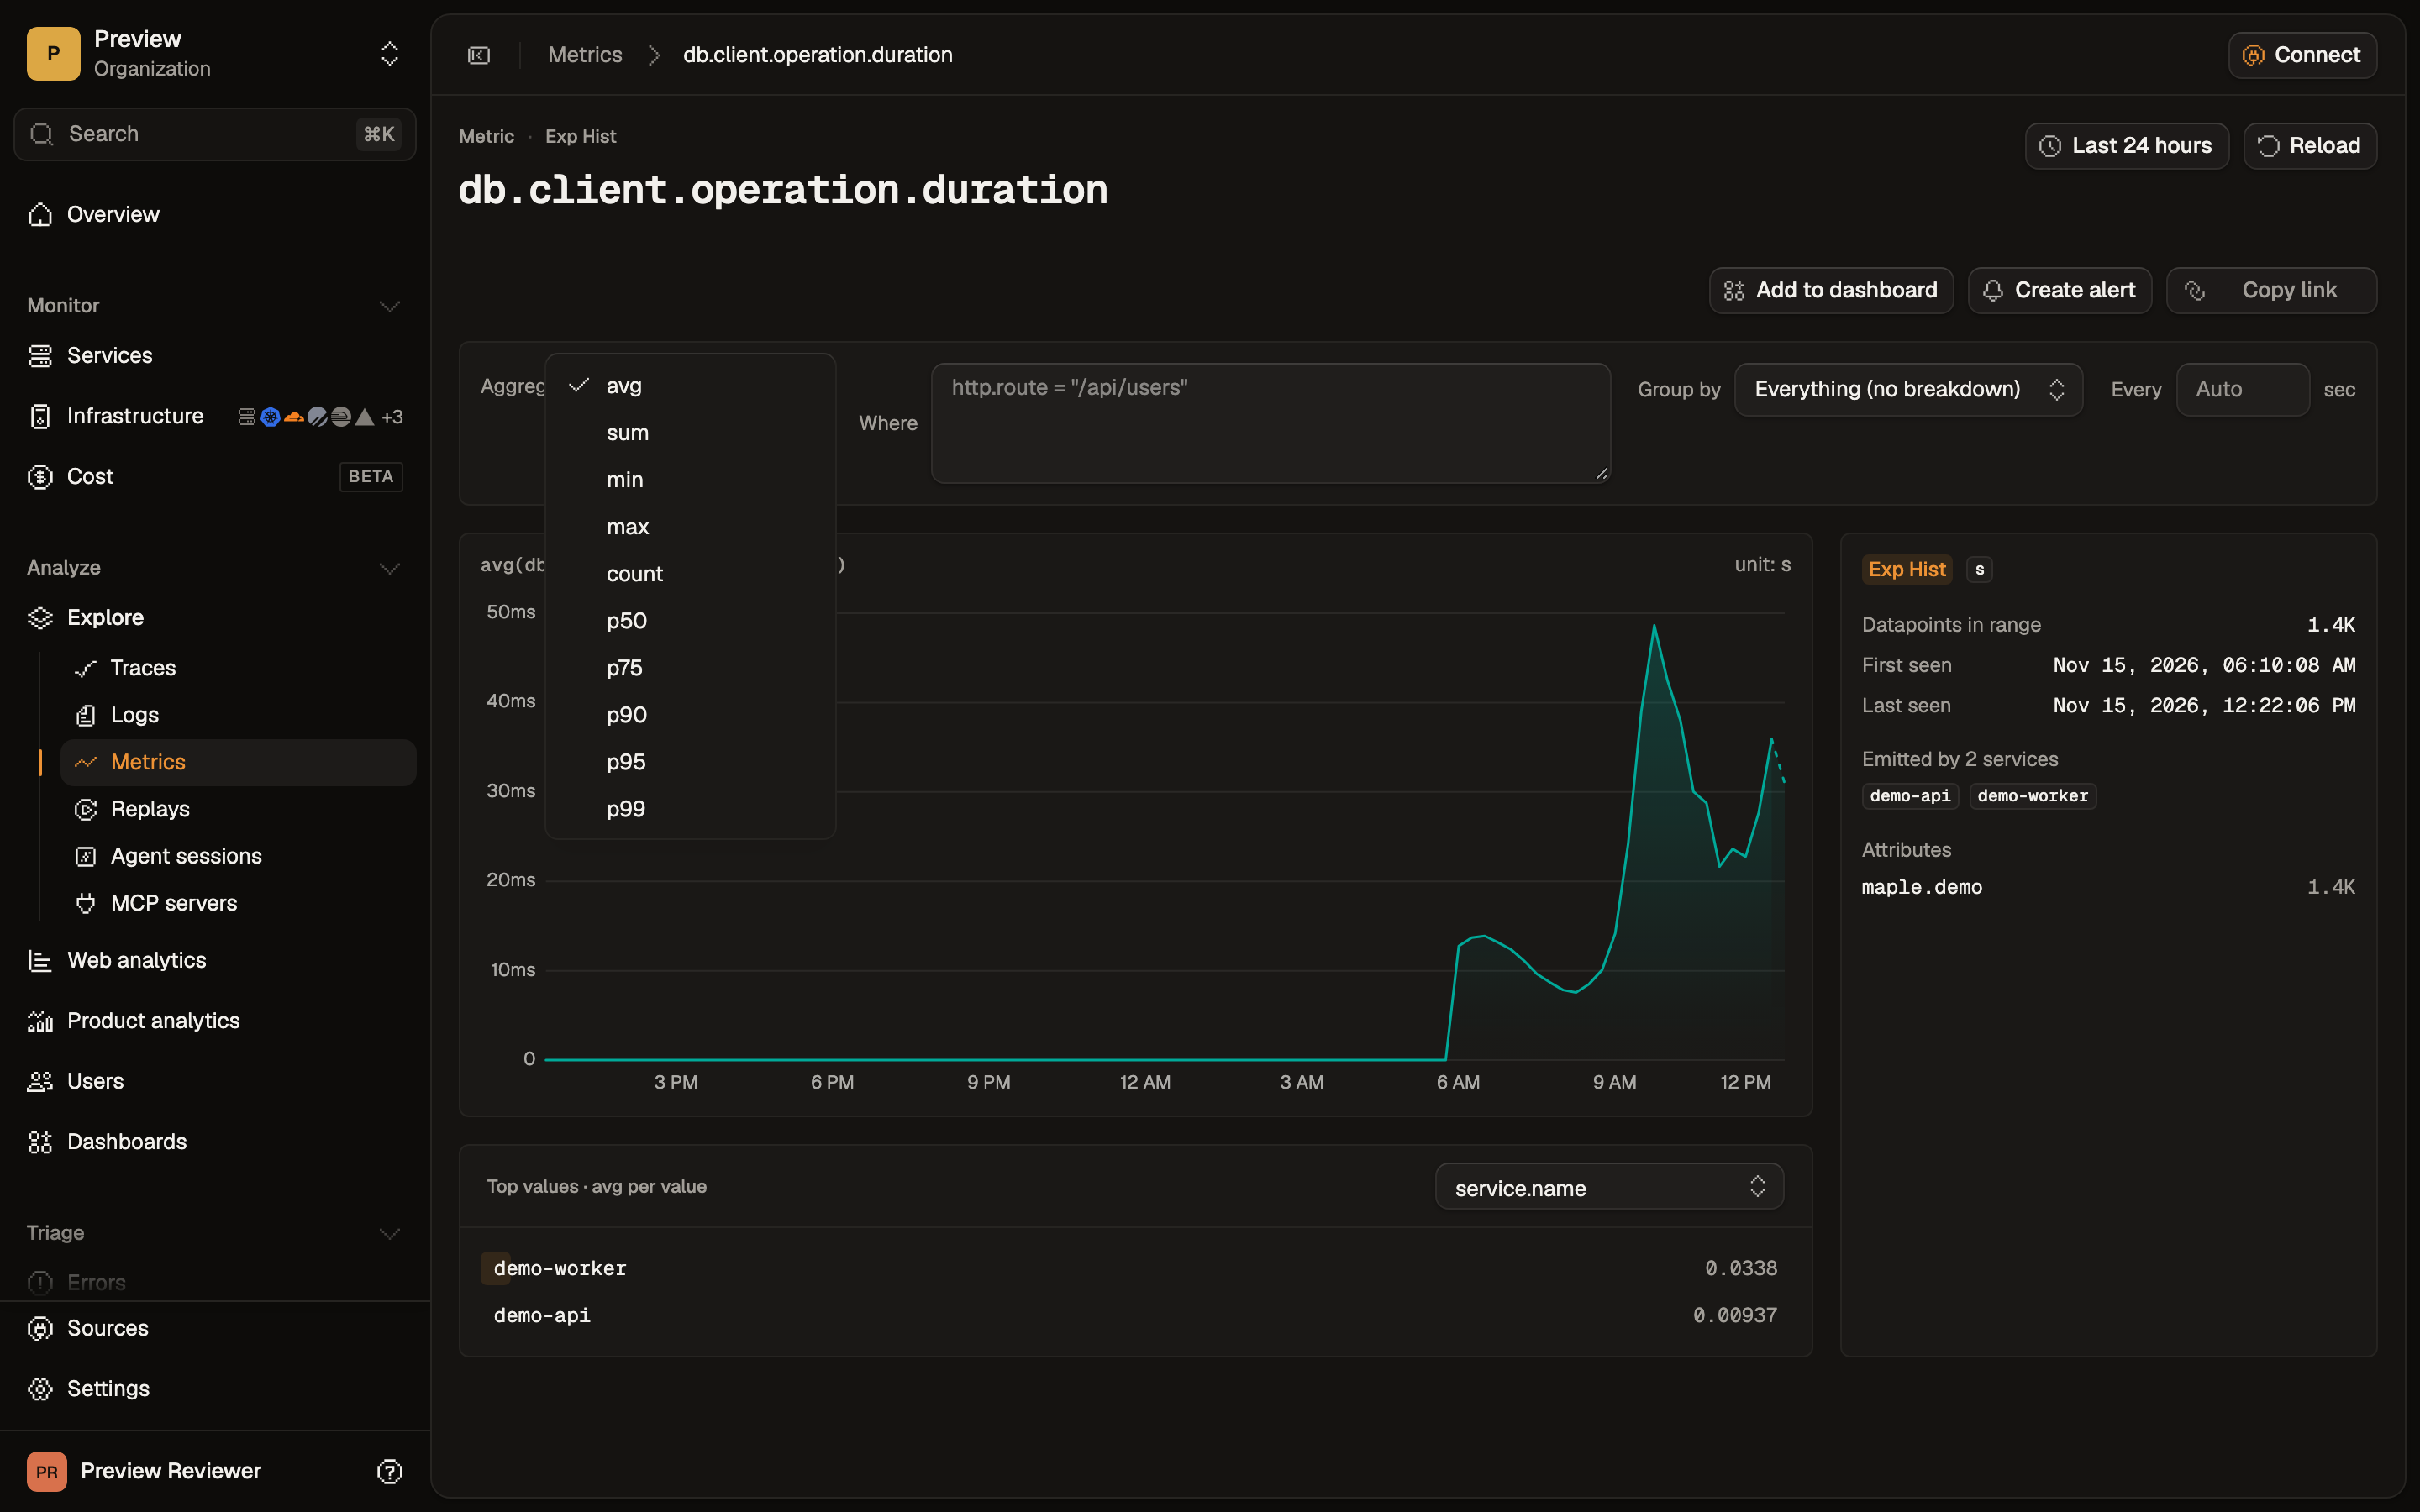 P
Preview
Organization
Search
⌘K
Overview
Monitor
Services
Infrastructure
+3
Cost
BETA
Analyze
Explore
Traces
Logs
Metrics
Replays
Agent sessions
MCP servers
Web analytics
Product analytics
Users
Dashboards
Triage
Errors
Sources
Settings
PR
Preview Reviewer
Metrics
db.client.operation.duration
Connect
Metric · Exp Hist
Last 24 hours
Reload
db.client.operation.duration
Add to dashboard
Create alert
Copy link
Aggreg
avg
sum
min
max
count
p50
p75
p90
p95
p99
Where
http.route = "/api/users"
Group by
Everything (no breakdown)
Every
Auto
sec
avg(db
)
unit: s
50ms
40ms
30ms
20ms
10ms
0
3 PM
6 PM
9 PM
12 AM
3 AM
6 AM
9 AM
12 PM
Top values · avg per value
service.name
demo-worker
0.0338
demo-api
0.00937
Exp Hist
s
Datapoints in range
1.4K
First seen
Nov 15, 2026, 06:10:08 AM
Last seen
Nov 15, 2026, 12:22:06 PM
Emitted by 2 services
demo-api
demo-worker
Attributes
maple.demo
1.4K